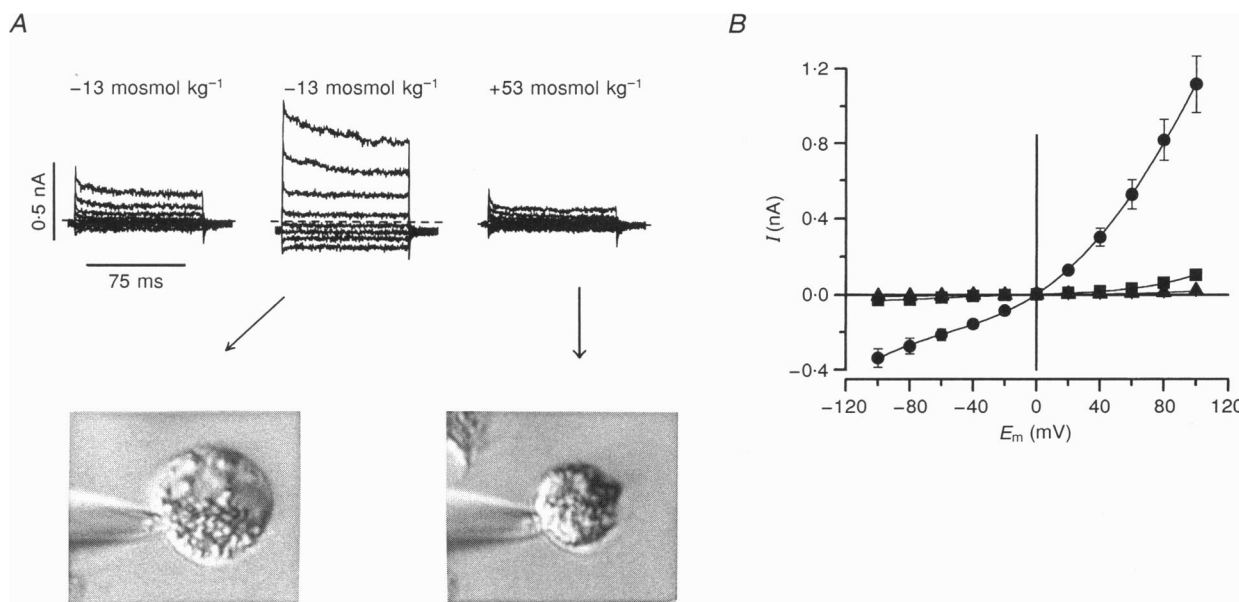 A
−13 mosmol kg⁻¹
−13 mosmol kg⁻¹
+53 mosmol kg⁻¹
0·5 nA
75 ms
B
I (nA)
1·2
0·8
0·4
0·0
−0·4
−120
−80
−40
0
40
80
120
Eₘ (mV)